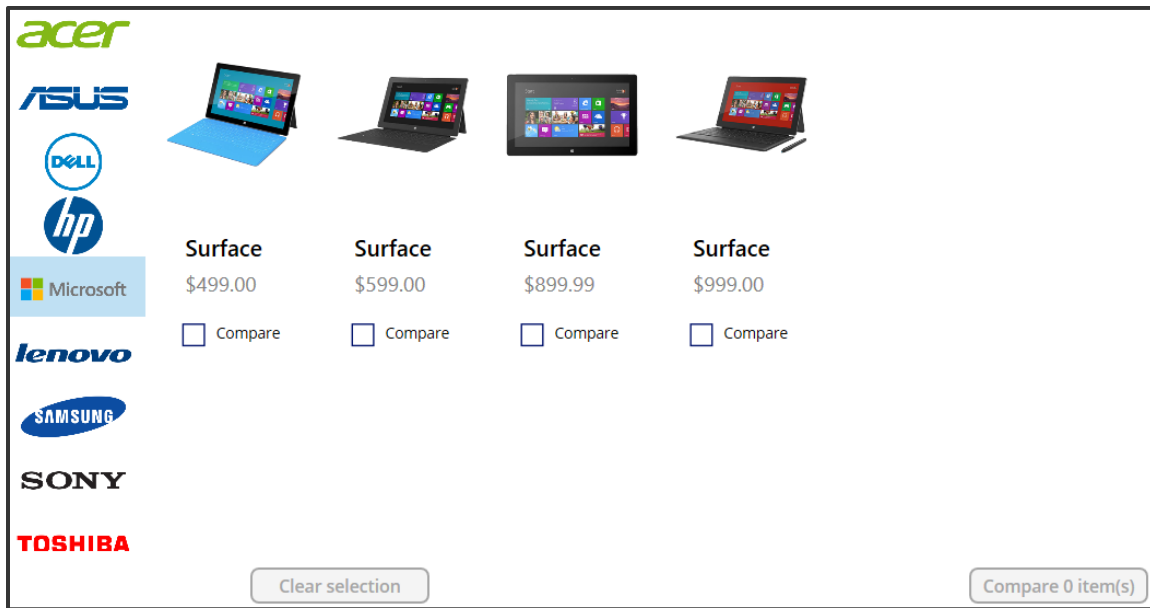 acer
ASUS
DELL
hp
Microsoft
lenovo
SAMSUNG
SONY
TOSHIBA
Surface Surface Surface Surface
$499.00 $599.00 $899.99 $999.00
Compare Compare Compare Compare
Clear selection Compare 0 item(s)